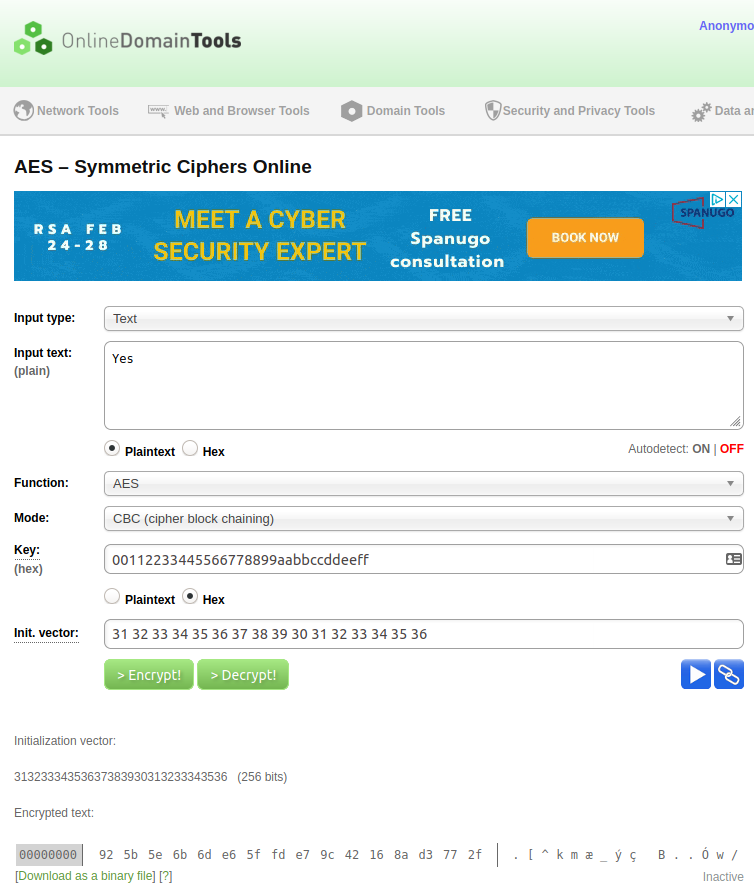 OnlineDomainTools
Anonymo
Network Tools
Web and Browser Tools
Domain Tools
Security and Privacy Tools
Data a
AES – Symmetric Ciphers Online
RSA FEB
24-28
MEET A CYBER
SECURITY EXPERT
FREE
Spanugo
consultation
BOOK NOW
SPANUGO
Input type:
Text
Input text:
(plain)
Yes
Plaintext
Hex
Autodetect: ON | OFF
Function:
AES
Mode:
CBC (cipher block chaining)
Key:
(hex)
00112233445566778899aabbccddeeff
Plaintext
Hex
Init. vector:
31 32 33 34 35 36 37 38 39 30 31 32 33 34 35 36
> Encrypt!
> Decrypt!
Initialization vector:
31323334353637383930313233343536 (256 bits)
Encrypted text:
00000000 92 5b 5e 6b 6d e6 5f fd e7 9c 42 16 8a d3 77 2f . [ ^ k m æ _ ý ç B . . Ó w /
[Download as a binary file] [?]
Inactive